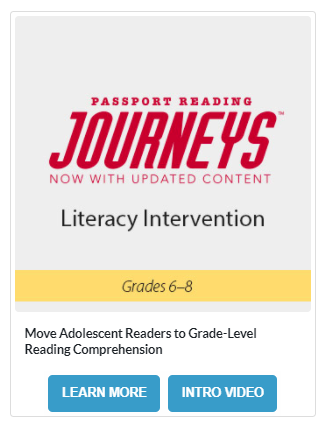 PASSPORT READING
JOURNEYS™
NOW WITH UPDATED CONTENT
Literacy Intervention
Grades 6–8
Move Adolescent Readers to Grade-Level
Reading Comprehension
LEARN MORE
INTRO VIDEO